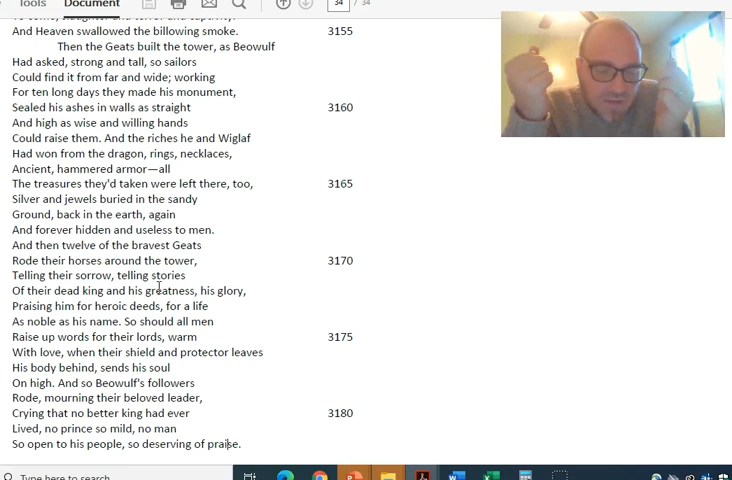 Tools Document 34 / 34
To come, slaughter and terror and captivity.
And Heaven swallowed the billowing smoke. 3155
Then the Geats built the tower, as Beowulf
Had asked, strong and tall, so sailors
Could find it from far and wide; working
For ten long days they made his monument,
Sealed his ashes in walls as straight 3160
And high as wise and willing hands
Could raise them. And the riches he and Wiglaf
Had won from the dragon, rings, necklaces,
Ancient, hammered armor—all
The treasures they'd taken were left there, too, 3165
Silver and jewels buried in the sandy
Ground, back in the earth, again
And forever hidden and useless to men.
And then twelve of the bravest Geats
Rode their horses around the tower, 3170
Telling their sorrow, telling stories
Of their dead king and his greatness, his glory,
Praising him for heroic deeds, for a life
As noble as his name. So should all men
Raise up words for their lords, warm 3175
With love, when their shield and protector leaves
His body behind, sends his soul
On high. And so Beowulf's followers
Rode, mourning their beloved leader,
Crying that no better king had ever 3180
Lived, no prince so mild, no man
So open to his people, so deserving of praise.
Type here to search